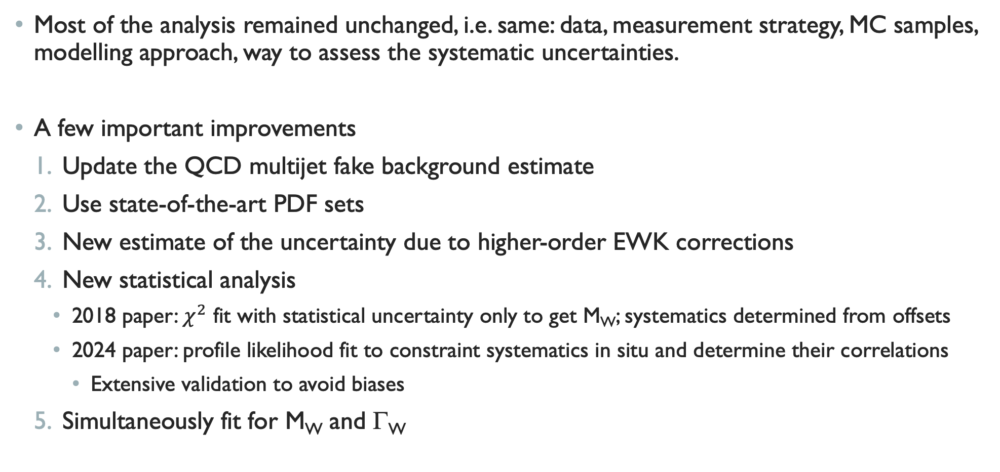 • Most of the analysis remained unchanged, i.e. same: data, measurement strategy, MC samples,
modelling approach, way to assess the systematic uncertainties.
• A few important improvements
1. Update the QCD multijet fake background estimate
2. Use state-of-the-art PDF sets
3. New estimate of the uncertainty due to higher-order EWK corrections
4. New statistical analysis
• 2018 paper: χ² fit with statistical uncertainty only to get M_W; systematics determined from offsets
• 2024 paper: profile likelihood fit to constraint systematics in situ and determine their correlations
• Extensive validation to avoid biases
5. Simultaneously fit for M_W and Γ_W